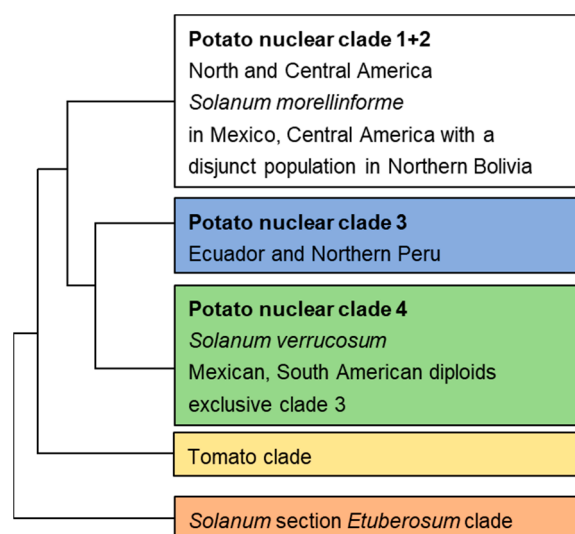 Potato nuclear clade 1+2
North and Central America
Solanum morellinforme
in Mexico, Central America with a
disjunct population in Northern Bolivia
Potato nuclear clade 3
Ecuador and Northern Peru
Potato nuclear clade 4
Solanum verrucosum
Mexican, South American diploids
exclusive clade 3
Tomato clade
Solanum section Etuberosum clade